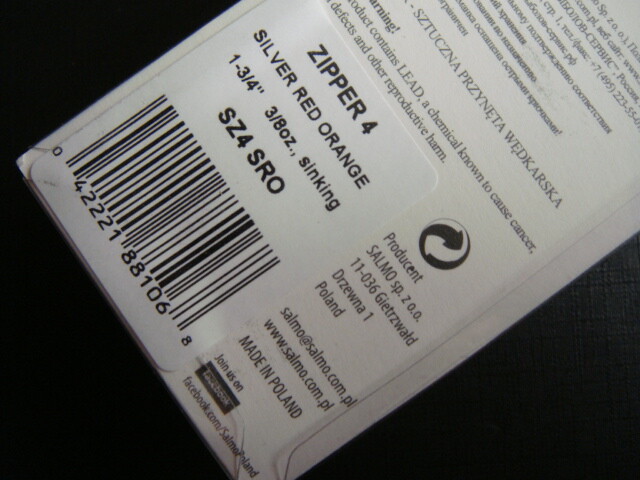 ZIPPER 4
SILVER RED ORANGE
1-3/4" 3/8oz., sinking
SZ4 SRO
0 42221 88106 8
Warning!
product contains LEAD, a chemical known to cause cancer,
defects and other reproductive harm.
- SZTUCZNA PRZYNĘTA WĘDKARSKA
Producent
SALMO sp. z o.o.
11-036 Gietrzwałd
Drzewna 1
Poland
salmo@salmo.com.pl
www.salmo.com.pl
MADE IN POLAND
Join us on
facebook.com/SalmoPoland